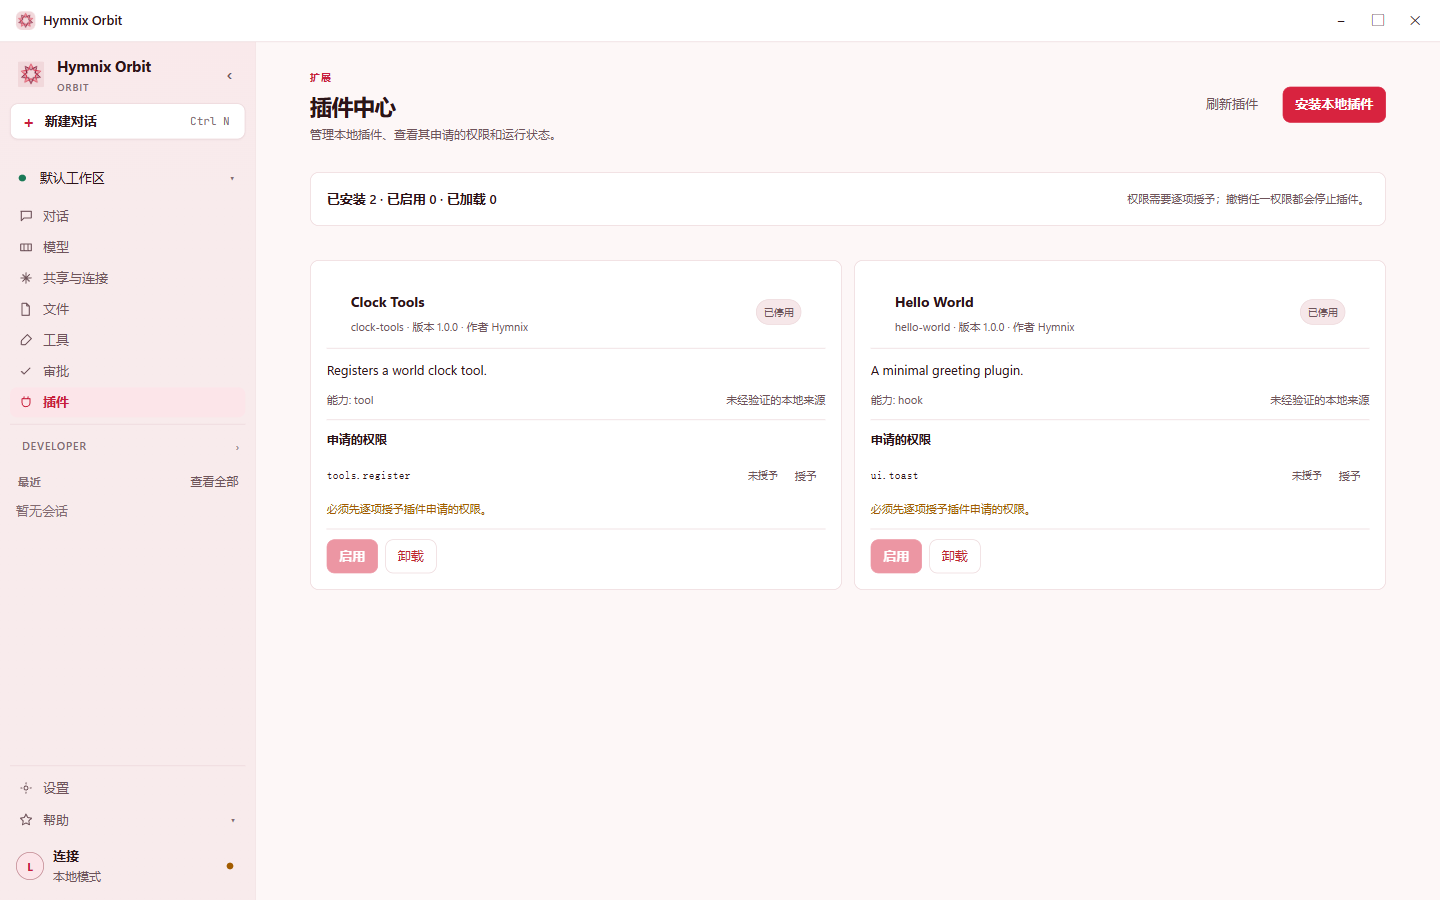 Hymnix Orbit
Hymnix Orbit
ORBIT
+ 新建对话 Ctrl N
默认工作区
对话
模型
共享与连接
文件
工具
审批
插件
DEVELOPER
最近 查看全部
暂无会话
设置
帮助
L
连接
本地模式
扩展
插件中心
管理本地插件、查看其申请的权限和运行状态。
刷新插件 安装本地插件
已安装 2 · 已启用 0 · 已加载 0 权限需要逐项授予；撤销任一权限都会停止插件。
Clock Tools
clock-tools · 版本 1.0.0 · 作者 Hymnix
已停用
Registers a world clock tool.
能力: tool 未经验证的本地来源
申请的权限
tools.register 未授予 授予
必须先逐项授予插件申请的权限。
启用 卸载
Hello World
hello-world · 版本 1.0.0 · 作者 Hymnix
已停用
A minimal greeting plugin.
能力: hook 未经验证的本地来源
申请的权限
ui.toast 未授予 授予
必须先逐项授予插件申请的权限。
启用 卸载